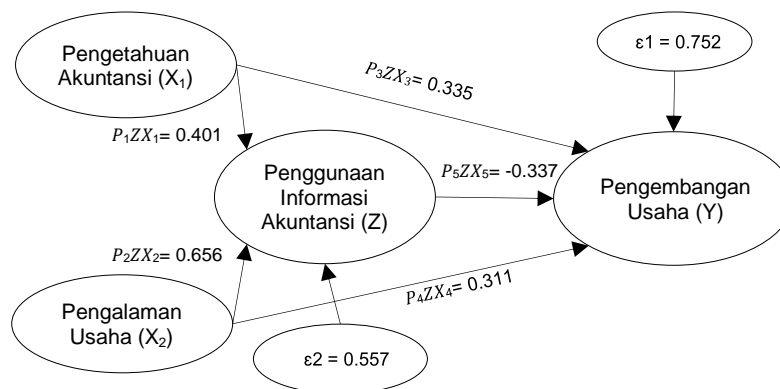 Pengetahuan
Akuntansi (X₁)
ε1 = 0.752
P₃ZX₃= 0.335
P₁ZX₁= 0.401
Penggunaan
Informasi
Akuntansi (Z)
P₅ZX₅= -0.337
Pengembangan
Usaha (Y)
P₂ZX₂= 0.656
P₄ZX₄= 0.311
Pengalaman
Usaha (X₂)
ε2 = 0.557